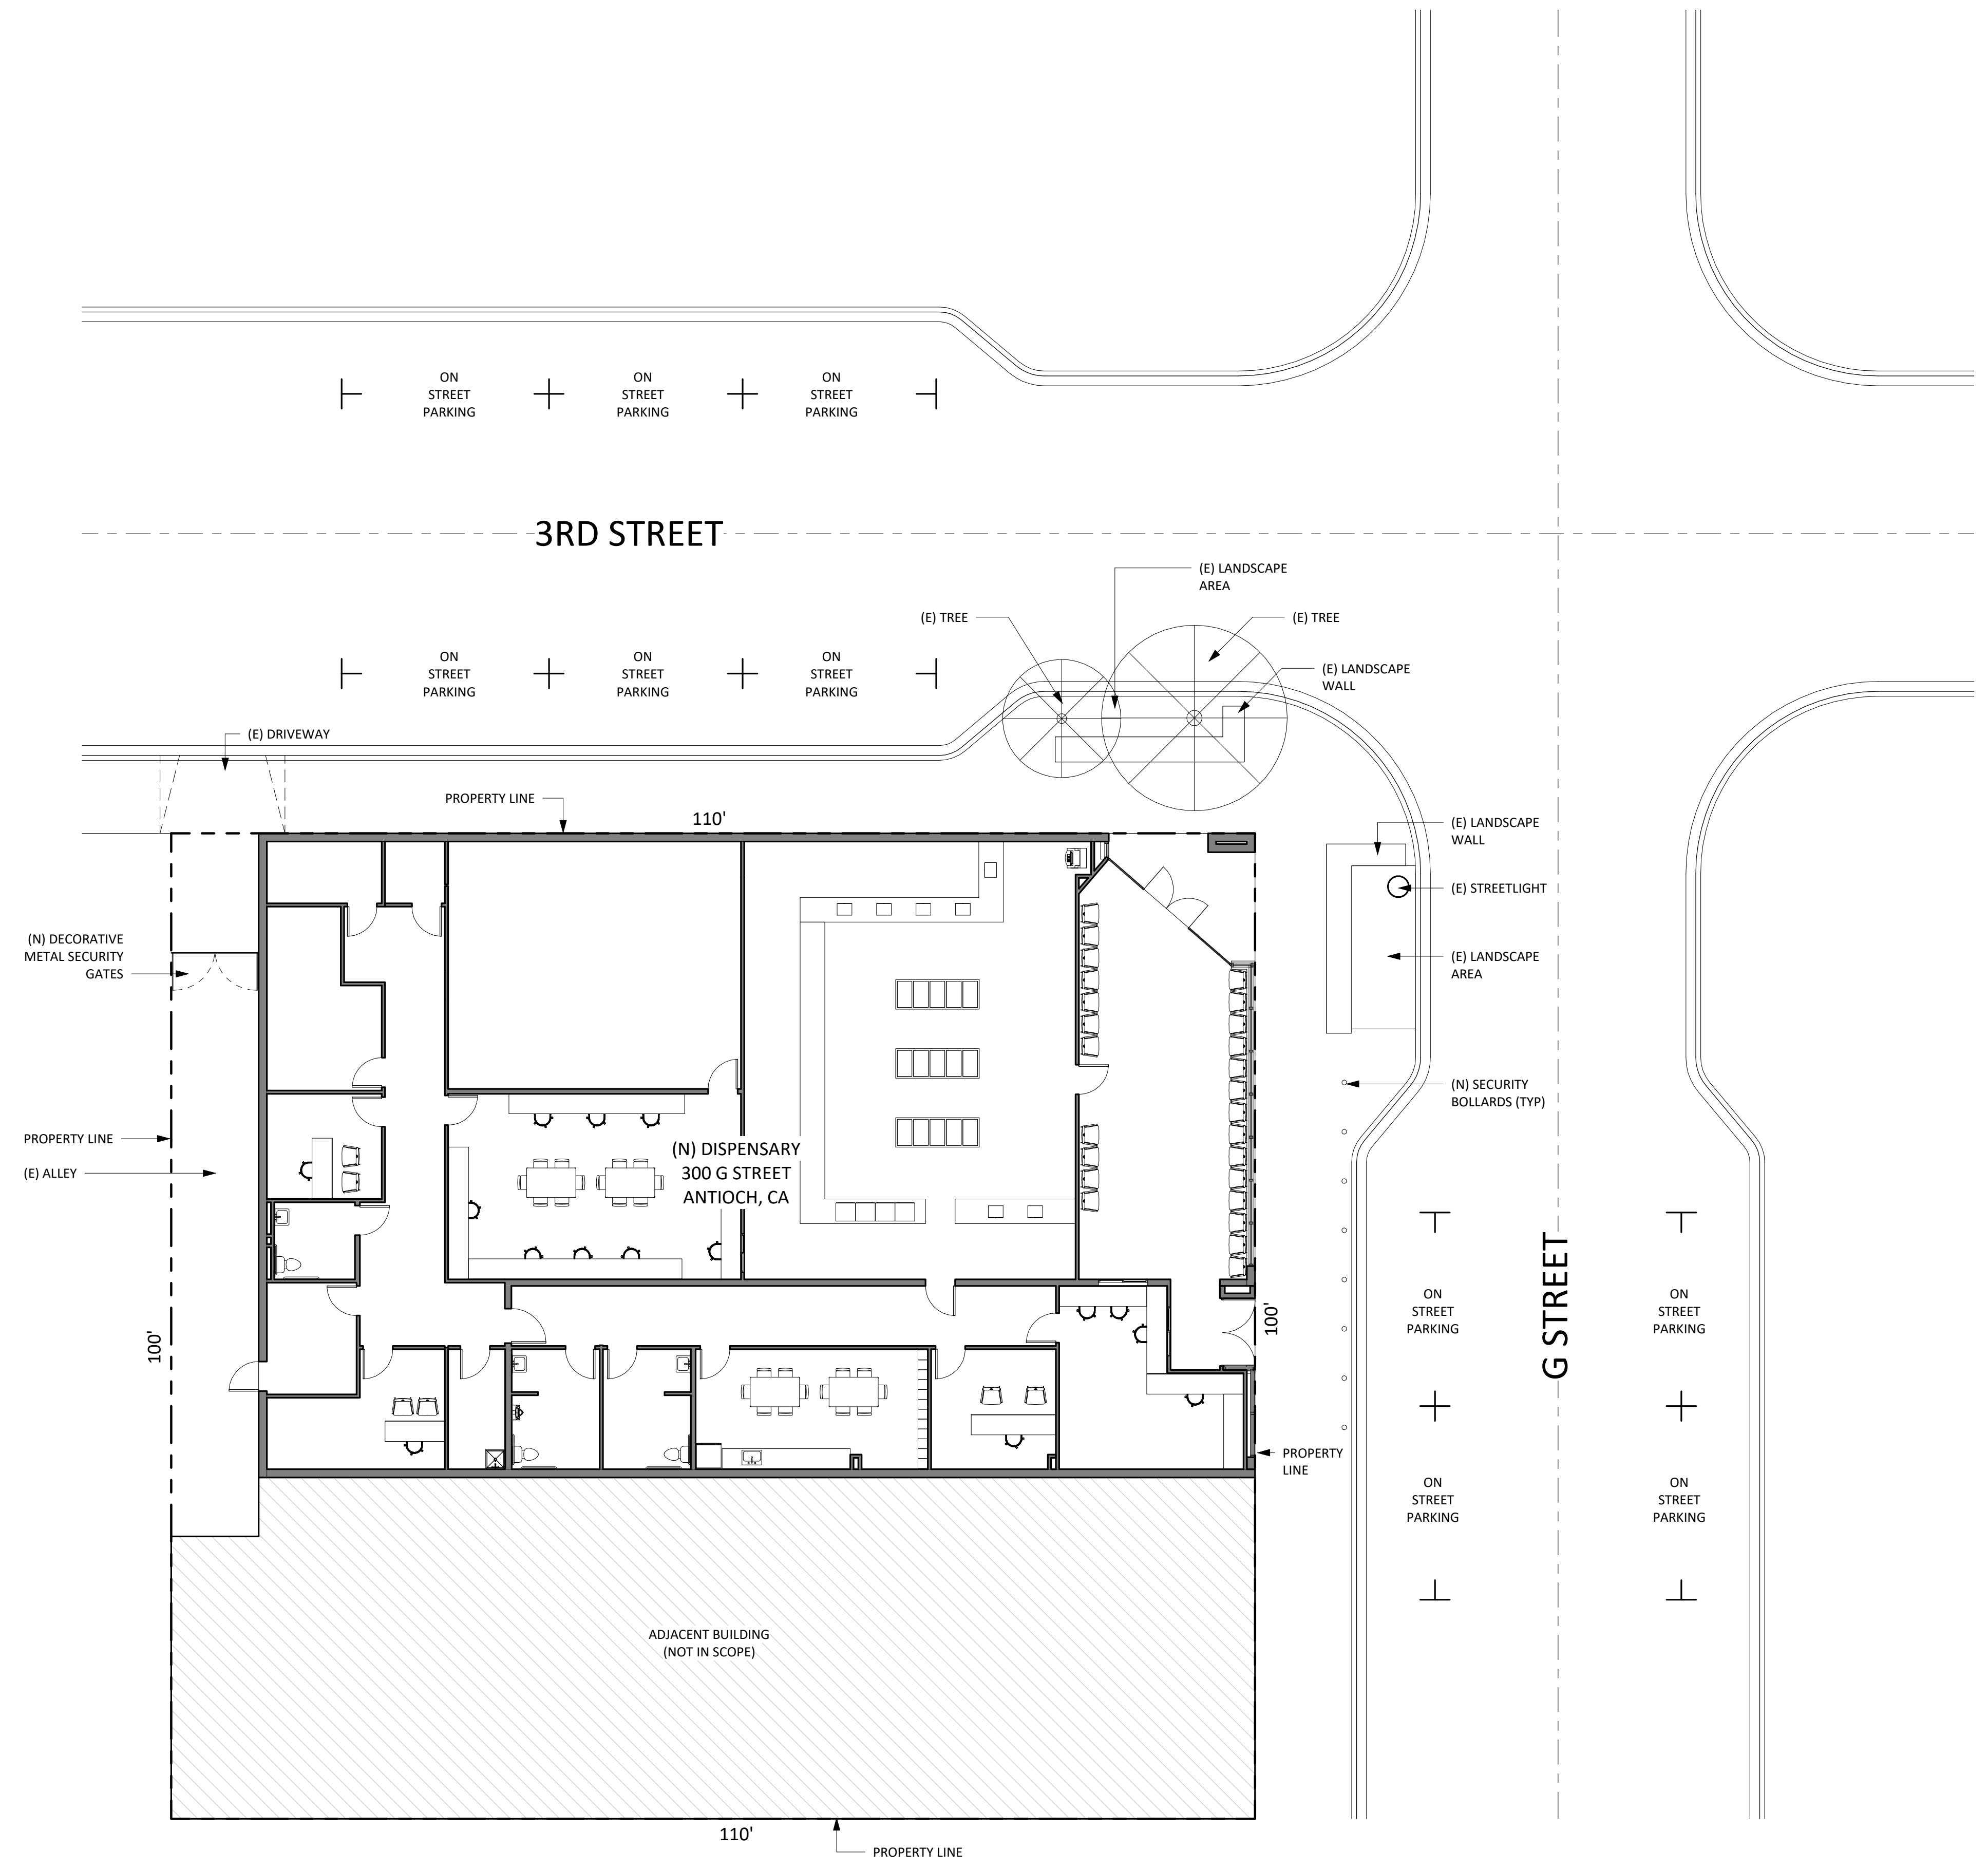 ON
STREET
PARKING
ON
STREET
PARKING
ON
STREET
PARKING
3RD STREET
(E) LANDSCAPE
AREA
(E) TREE
(E) TREE
ON
STREET
PARKING
ON
STREET
PARKING
ON
STREET
PARKING
(E) LANDSCAPE
WALL
(E) DRIVEWAY
PROPERTY LINE
110'
(E) LANDSCAPE
WALL
(E) STREETLIGHT
(N) DECORATIVE
METAL SECURITY
GATES
(E) LANDSCAPE
AREA
(N) SECURITY
BOLLARDS (TYP)
PROPERTY LINE
(E) ALLEY
(N) DISPENSARY
300 G STREET
ANTIOCH, CA
100'
100'
ON
STREET
PARKING
G STREET
ON
STREET
PARKING
PROPERTY
LINE
ON
STREET
PARKING
ON
STREET
PARKING
ADJACENT BUILDING
(NOT IN SCOPE)
110'
PROPERTY LINE